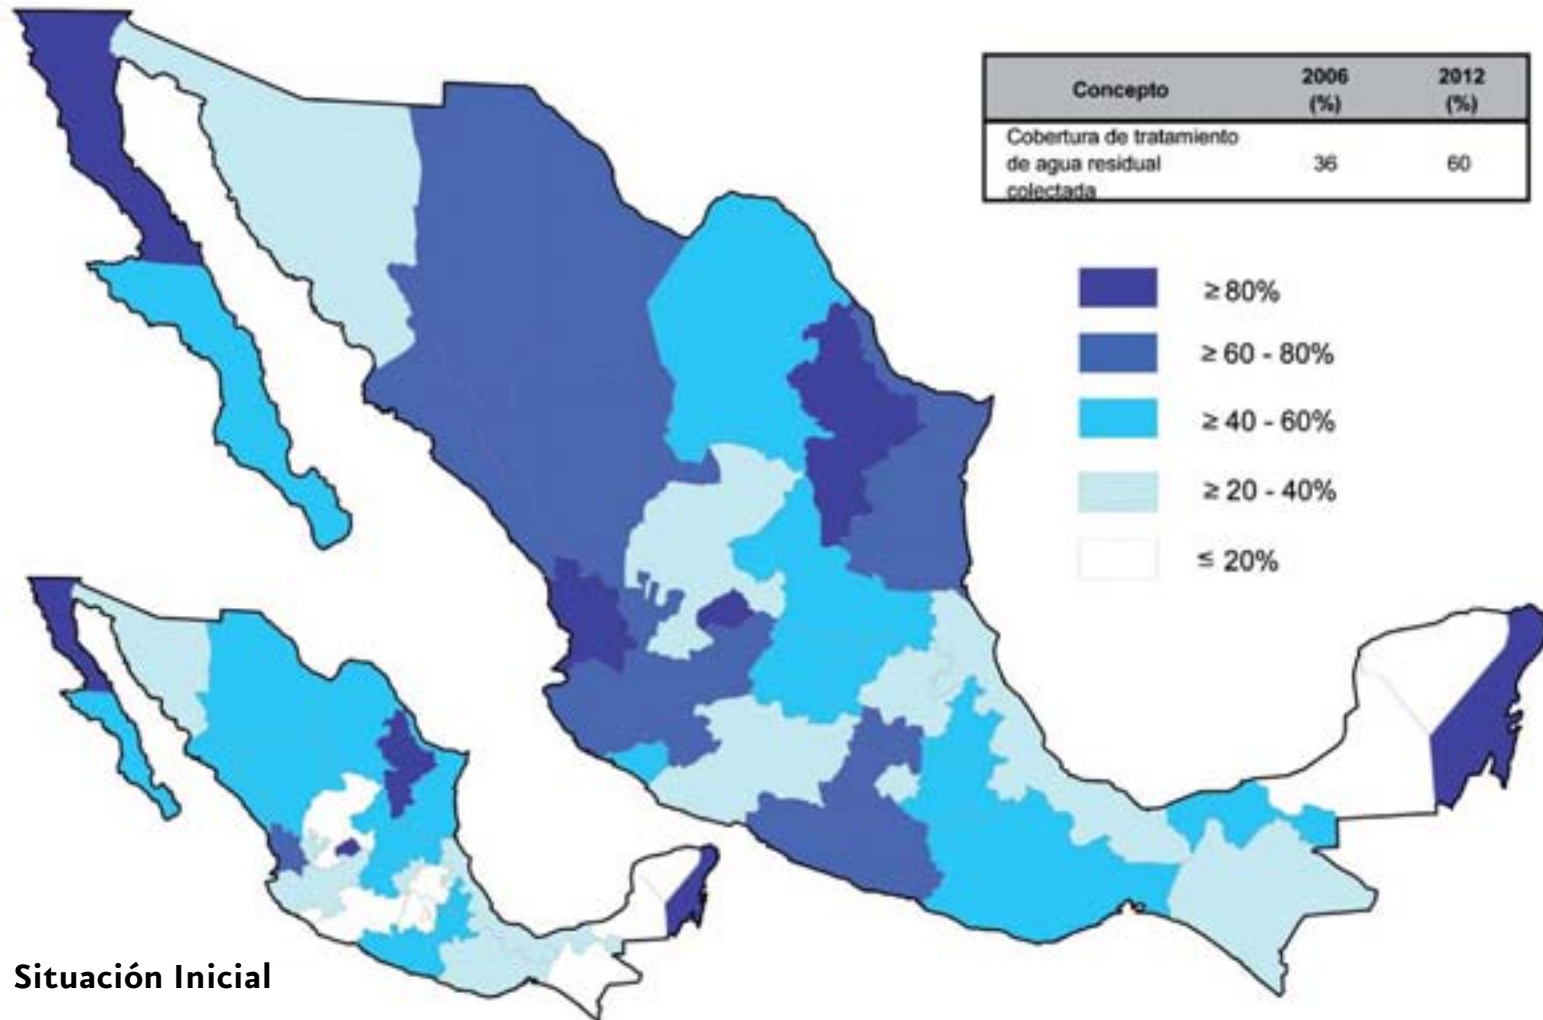 Concepto 2006 (%) 2012 (%)
Cobertura de tratamiento
de agua residual 36 60
colectada
≥ 80%
≥ 60 - 80%
≥ 40 - 60%
≥ 20 - 40%
≤ 20%
Situación Inicial